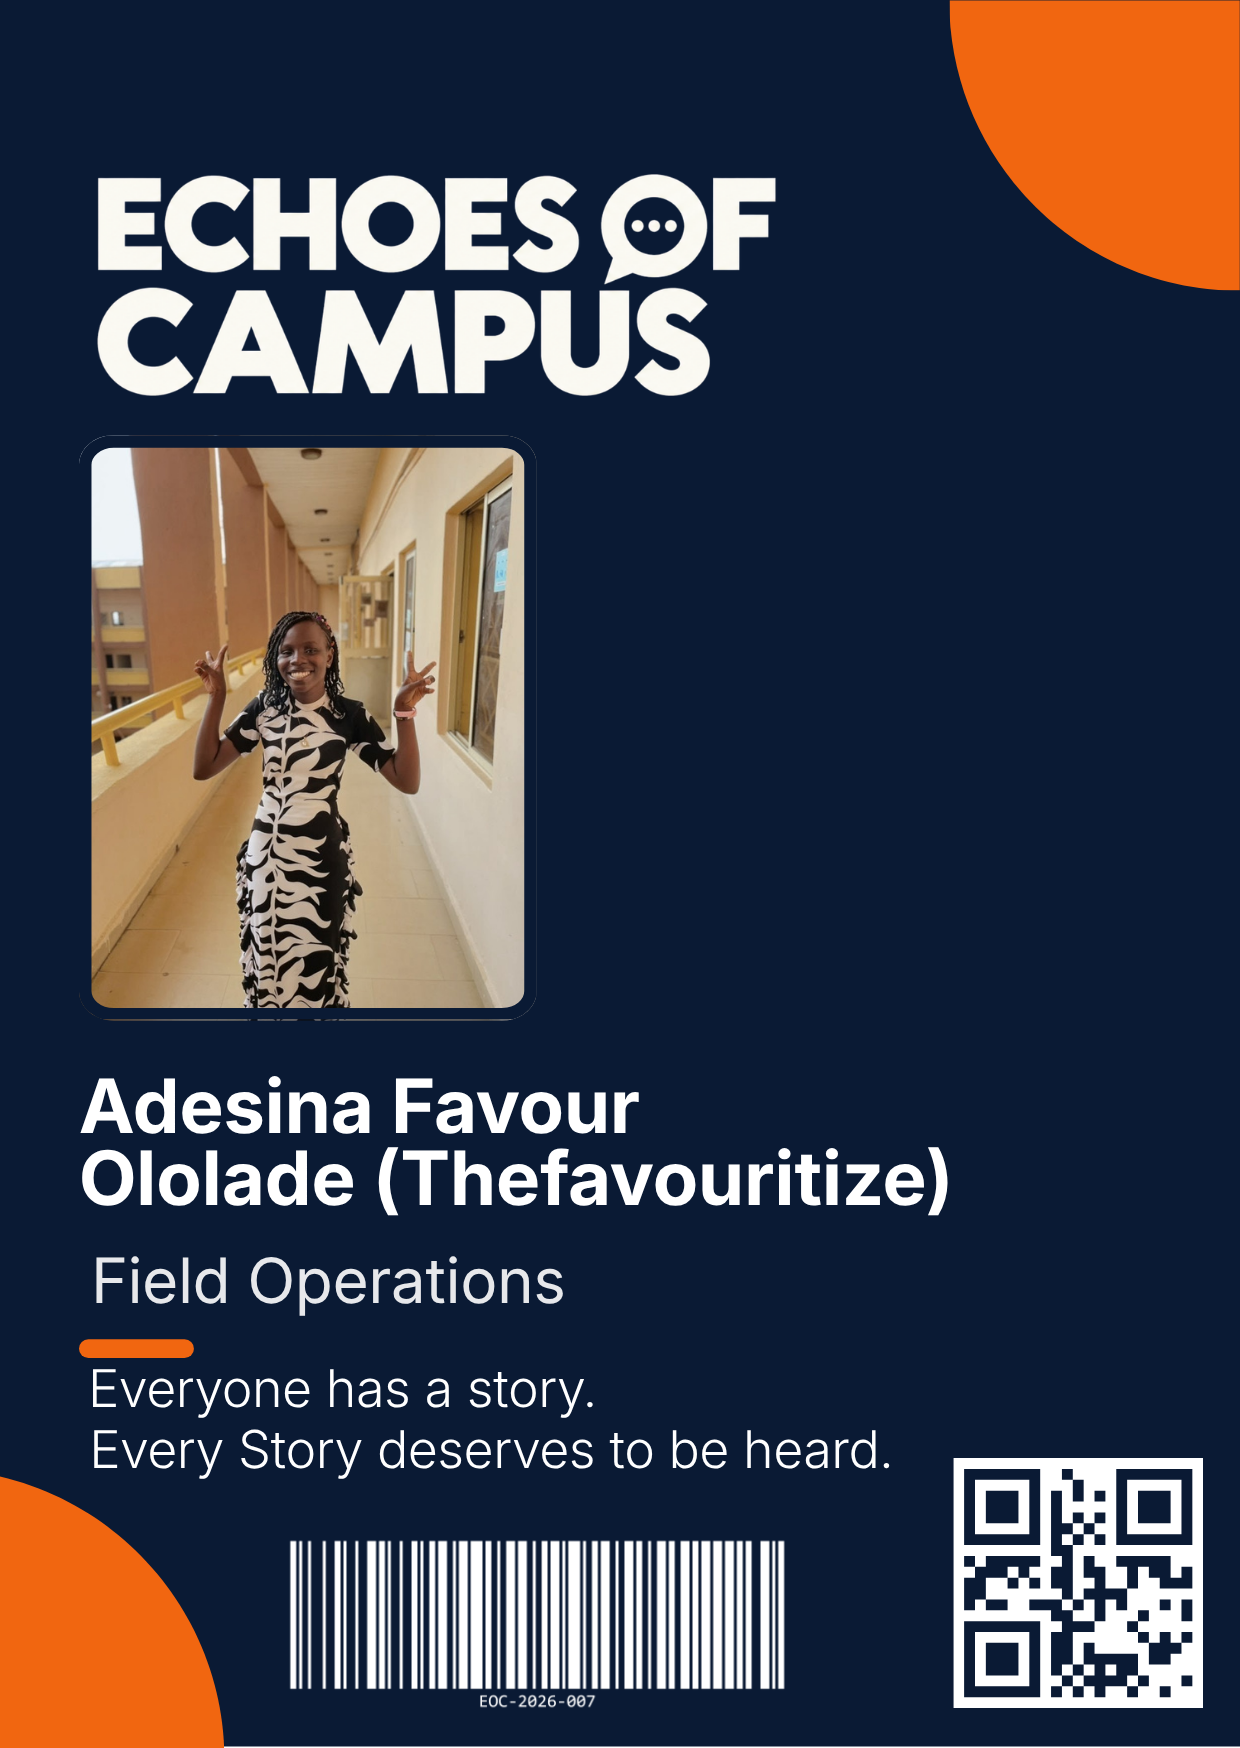 ECHOES OF
CAMPUS
Adesina Favour
Ololade (Thefavouritize)
Field Operations
Everyone has a story.
Every Story deserves to be heard.
EOC-2026-007